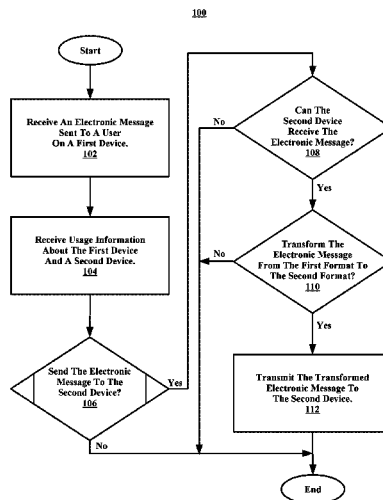 100
Start
Receive An Electronic Message
Sent To A User
On A First Device.
102
Receive Usage Information
About The First Device
And A Second Device.
104
Send The Electronic
Message To The
Second Device?
106
Yes
No
Can The
Second Device
Receive The
Electronic Message?
108
No
Yes
Transform The
Electronic Message
From The First Format To
The Second Format?
110
No
Yes
Transmit The Transformed
Electronic Message To
The Second Device.
112
End